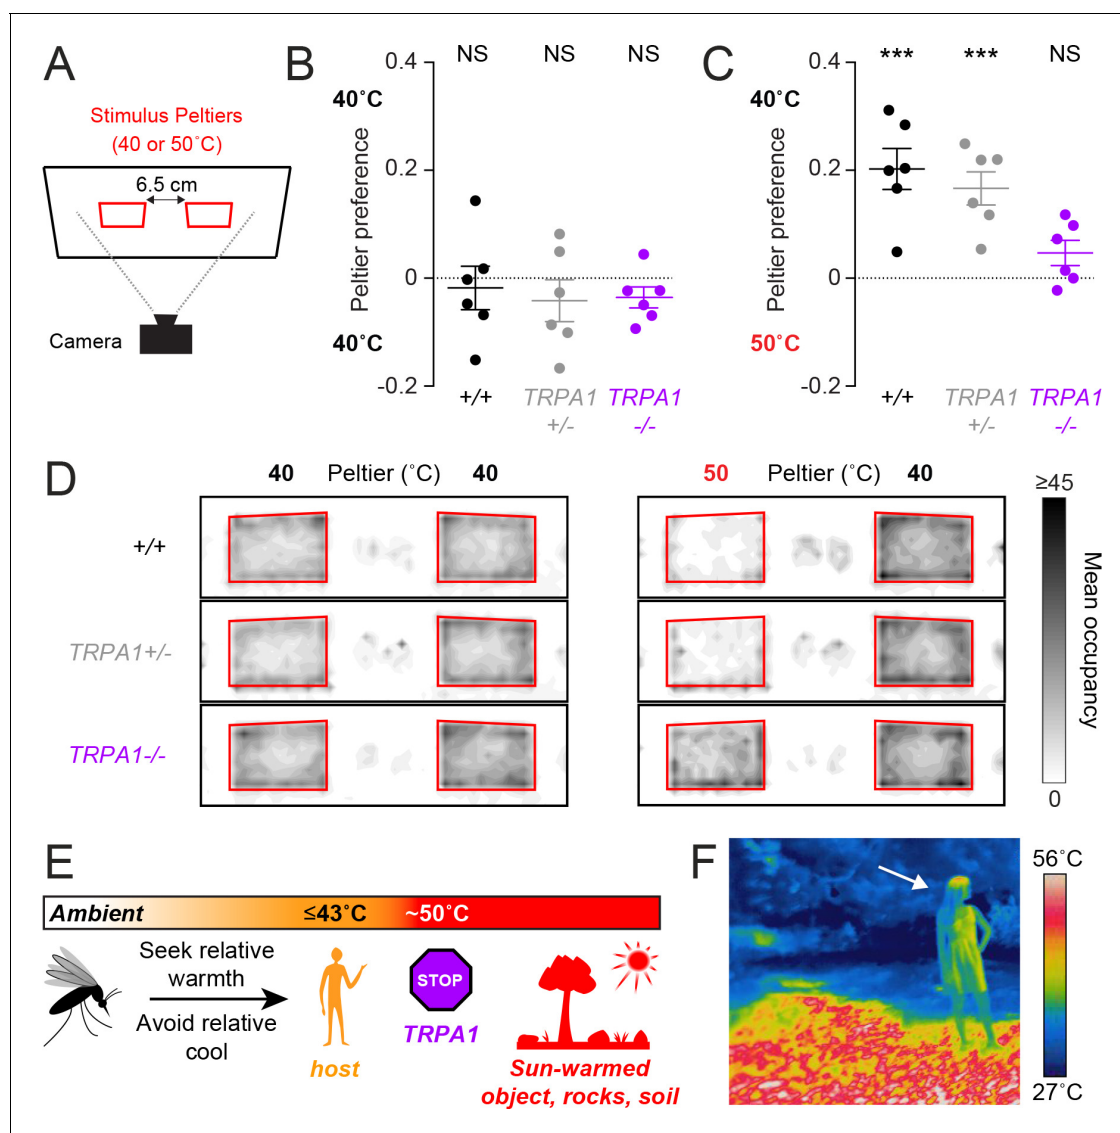 A
Stimulus Peltiers
(40 or 50˚C)
6.5 cm
Camera
B
NS NS NS
0.4
40˚C
0.2
Peltier preference
0
40˚C
-0.2
+/+
TRPA1
+/-
TRPA1
-/-
C
*** *** NS
0.4
40˚C
0.2
Peltier preference
0
50˚C
-0.2
+/+
TRPA1
+/-
TRPA1
-/-
D
40 Peltier (˚C) 40
50 Peltier (˚C) 40
+/+
TRPA1+/-
TRPA1-/-
≥45
Mean occupancy
0
E
Ambient ≤43˚C ~50˚C
Seek relative
warmth
Avoid relative
cool
host
STOP
TRPA1
Sun-warmed
object, rocks, soil
F
56˚C
27˚C